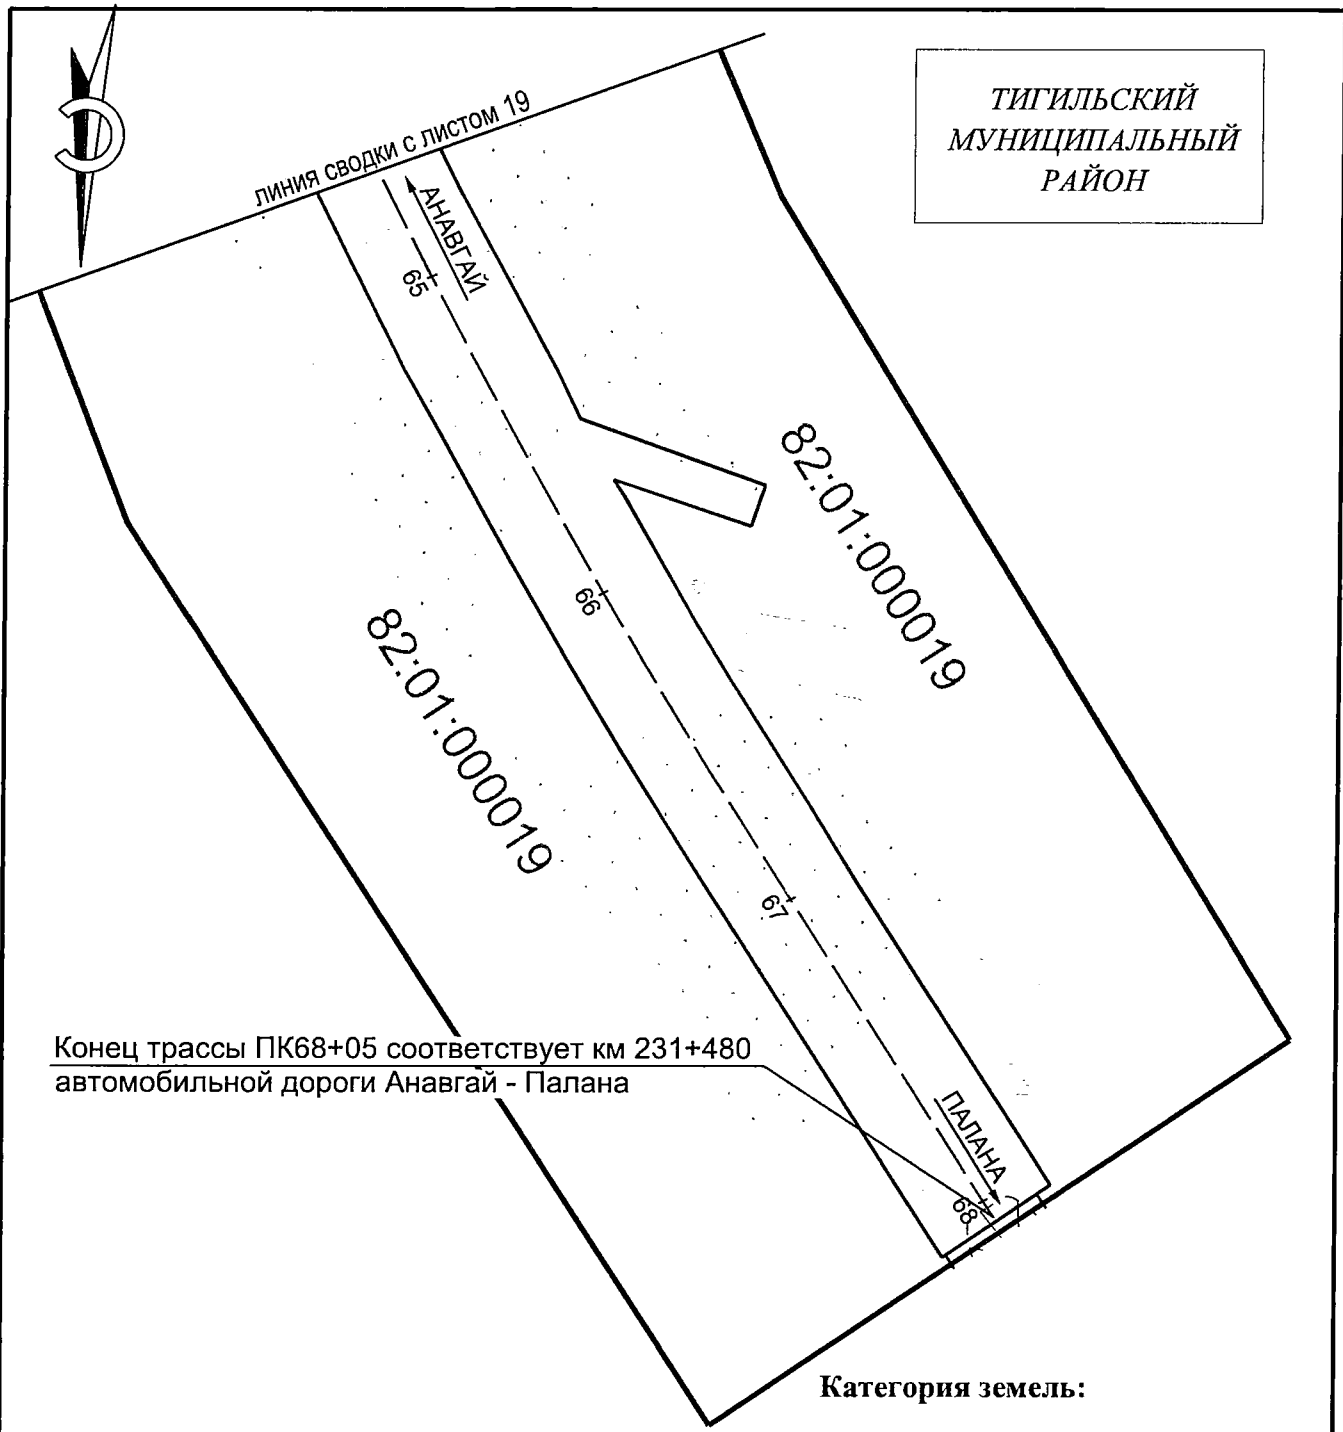 ТИГИЛЬСКИЙ
МУНИЦИПАЛЬНЫЙ
РАЙОН
С
ЛИНИЯ СВОДКИ С ЛИСТОМ 19
АНАВГАЙ
65
82:01:000019
66
82:01:000019
67
Конец трассы ПК68+05 соответствует км 231+480
автомобильной дороги Анавгай - Палана
ПАЛАНА
68
Категория земель: